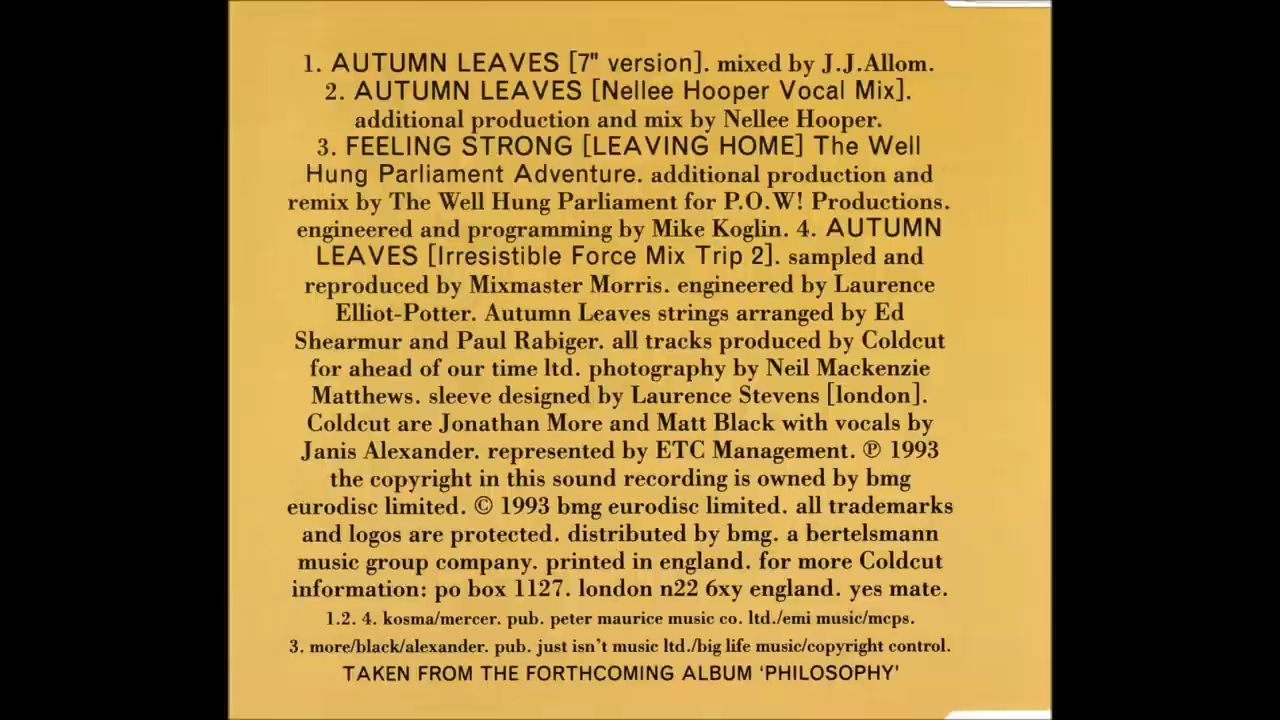 1. AUTUMN LEAVES [7" version]. mixed by J.J.Allom.
2. AUTUMN LEAVES [Nellee Hooper Vocal Mix].
additional production and mix by Nellee Hooper.
3. FEELING STRONG [LEAVING HOME] The Well
Hung Parliament Adventure. additional production and
remix by The Well Hung Parliament for P.O.W! Productions.
engineered and programming by Mike Koglin. 4. AUTUMN
LEAVES [Irresistible Force Mix Trip 2]. sampled and
reproduced by Mixmaster Morris. engineered by Laurence
Elliot-Potter. Autumn Leaves strings arranged by Ed
Shearmur and Paul Rabiger. all tracks produced by Coldcut
for ahead of our time ltd. photography by Neil Mackenzie
Matthews. sleeve designed by Laurence Stevens [london].
Coldcut are Jonathan More and Matt Black with vocals by
Janis Alexander. represented by ETC Management. ℗ 1993
the copyright in this sound recording is owned by bmg
eurodisc limited. © 1993 bmg eurodisc limited. all trademarks
and logos are protected. distributed by bmg. a bertelsmann
music group company. printed in england. for more Coldcut
information: po box 1127. london n22 6xy england. yes mate.
1.2. 4. kosma/mercer. pub. peter maurice music co. ltd./emi music/mcps.
3. more/black/alexander. pub. just isn't music ltd./big life music/copyright control.
TAKEN FROM THE FORTHCOMING ALBUM 'PHILOSOPHY'